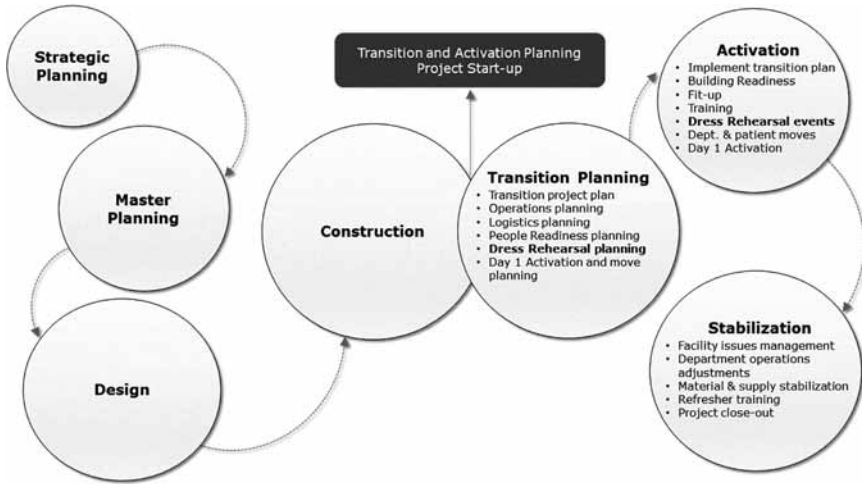 Strategic
Planning
Master
Planning
Design
Construction
Transition and Activation Planning
Project Start-up
Transition Planning
• Transition project plan
• Operations planning
• Logistics planning
• People Readiness planning
• Dress Rehearsal planning
• Day 1 Activation and move
planning
Activation
• Implement transition plan
• Building Readiness
• Fit-up
• Training
• Dress Rehearsal events
• Dept. & patient moves
• Day 1 Activation
Stabilization
• Facility issues management
• Department operations
adjustments
• Material & supply stabilization
• Refresher training
• Project close-out